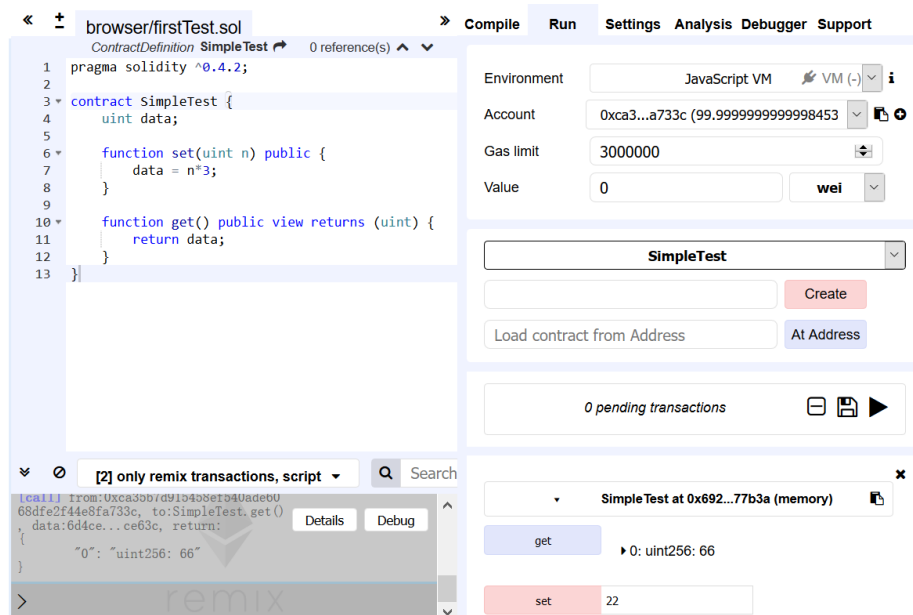 browser/firstTest.sol
ContractDefinition SimpleTest 0 reference(s)
1 pragma solidity ^0.4.2;
2
3 contract SimpleTest {
4 uint data;
5
6 function set(uint n) public {
7 data = n*3;
8 }
9
10 function get() public view returns (uint) {
11 return data;
12 }
13 }
[2] only remix transactions, script
Search
[call] from:0xca35b7d915458ef540ade60
68dfe2f44e8fa733c, to:SimpleTest.get()
, data:6d4ce...ce63c, return:
{
"0": "uint256: 66"
}
Details
Debug
>
remix
Compile Run Settings Analysis Debugger Support
Environment JavaScript VM VM (-) i
Account 0xca3...a733c (99.9999999999998453
Gas limit 3000000
Value 0 wei
SimpleTest
Create
Load contract from Address At Address
0 pending transactions
SimpleTest at 0x692...77b3a (memory)
get 0: uint256: 66
set 22